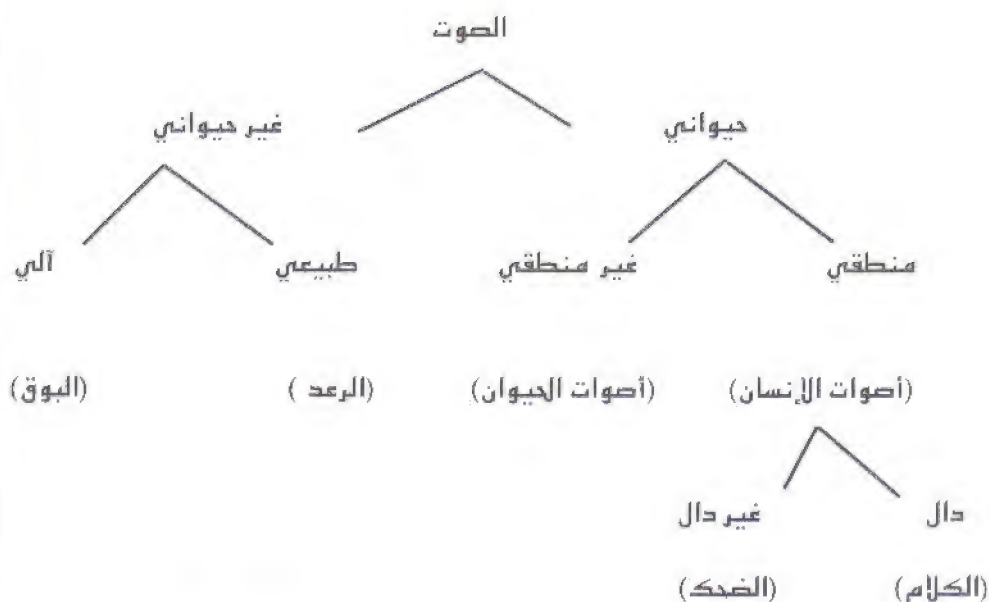 الصوت
حيواني غير حيواني
منطقي غير منطقي طبيعي آلي
(أصوات الإنسان) (أصوات الحيوان) (الرعد ) (البوق)
دال غير دال
(الكلام) (الضحك)